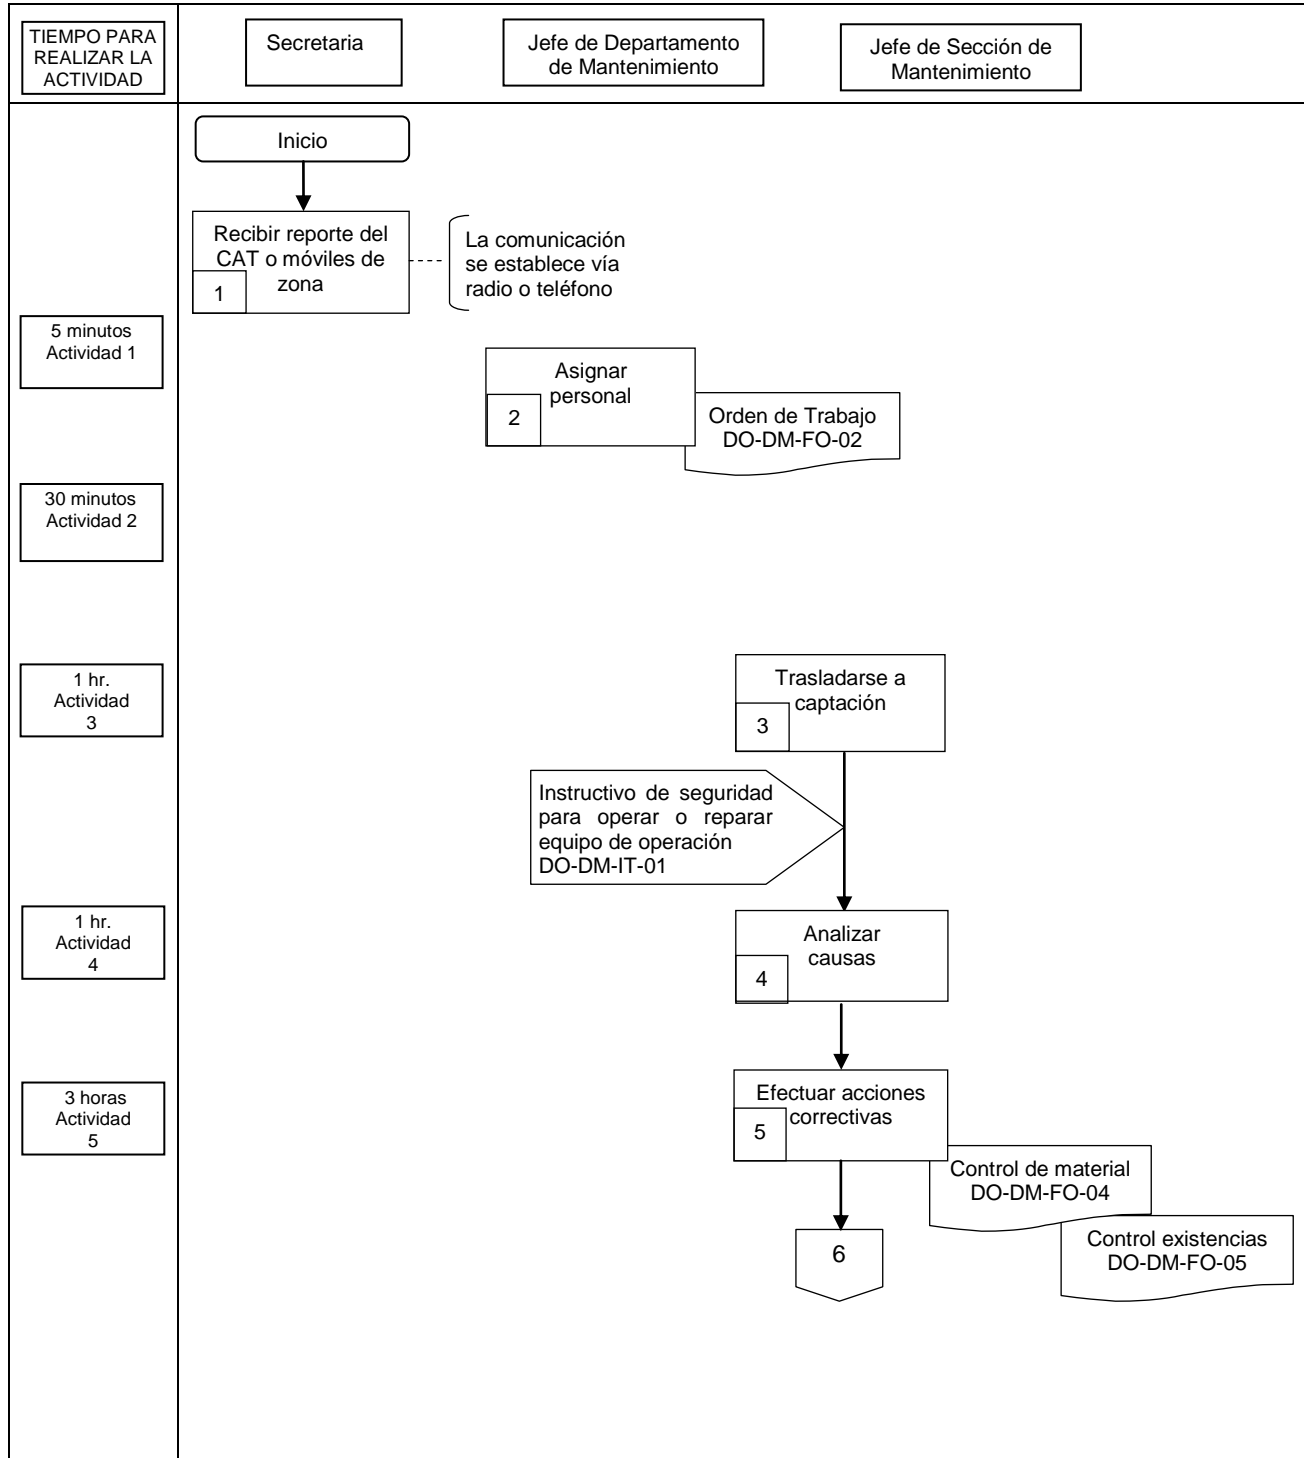 TIEMPO PARA
REALIZAR LA
ACTIVIDAD
Secretaria
Jefe de Departamento
de Mantenimiento
Jefe de Sección de
Mantenimiento
Inicio
Recibir reporte del
CAT o móviles de
zona
1
La comunicación
se establece vía
radio o teléfono
5 minutos
Actividad 1
Asignar
personal
2
Orden de Trabajo
DO-DM-FO-02
30 minutos
Actividad 2
1 hr.
Actividad
3
Trasladarse a
captación
3
Instructivo de seguridad
para operar o reparar
equipo de operación
DO-DM-IT-01
1 hr.
Actividad
4
Analizar
causas
4
3 horas
Actividad
5
Efectuar acciones
correctivas
5
Control de material
DO-DM-FO-04
Control existencias
DO-DM-FO-05
6